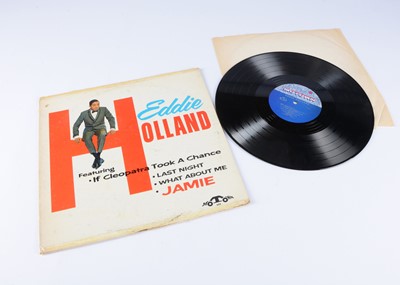 Eddie
HOLLAND
Featuring
• If Cleopatra Took A Chance
• LAST NIGHT
• WHAT ABOUT ME
• JAMIE